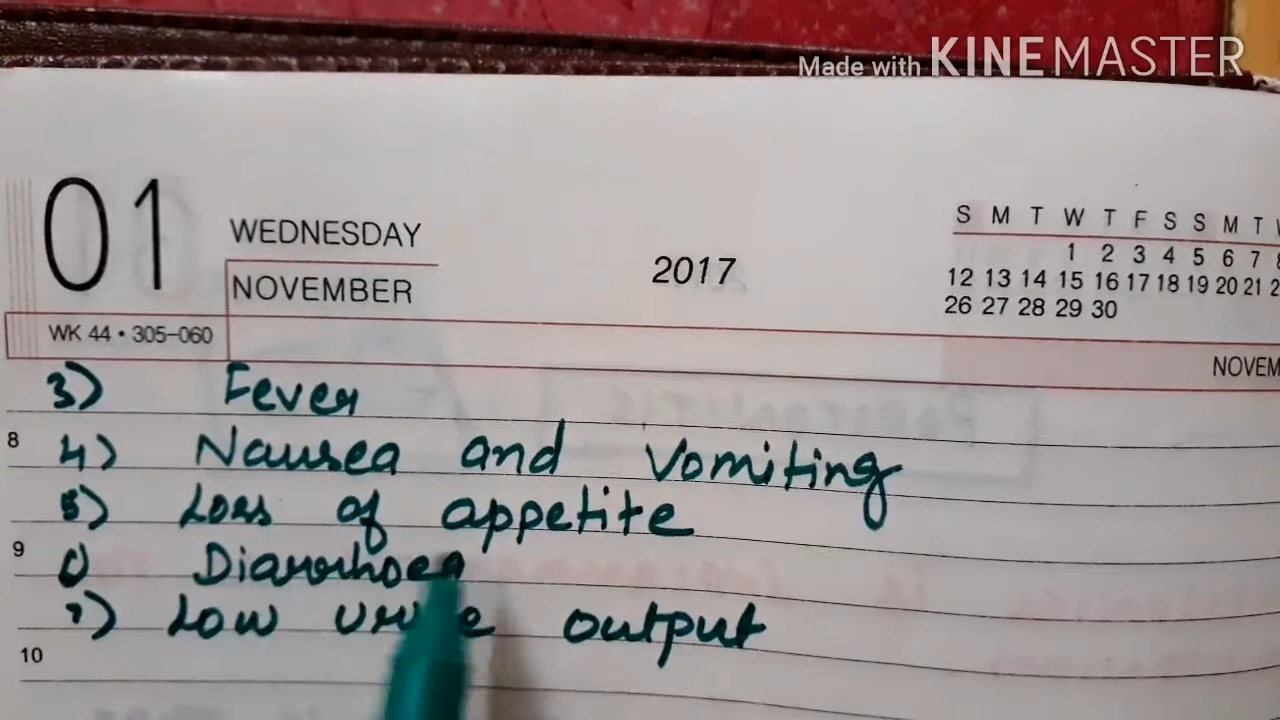 Made with KINEMASTER
01 WEDNESDAY NOVEMBER
2017
S M T W T F S S M T
1 2 3 4 5 6 7 8
12 13 14 15 16 17 18 19 20 21
26 27 28 29 30
WK 44 • 305-060
NOVEM
3) Fever
8
4) Nausea and vomiting
5) Loss of appetite
9
6) Diarrhoea
7) Low urine output
10